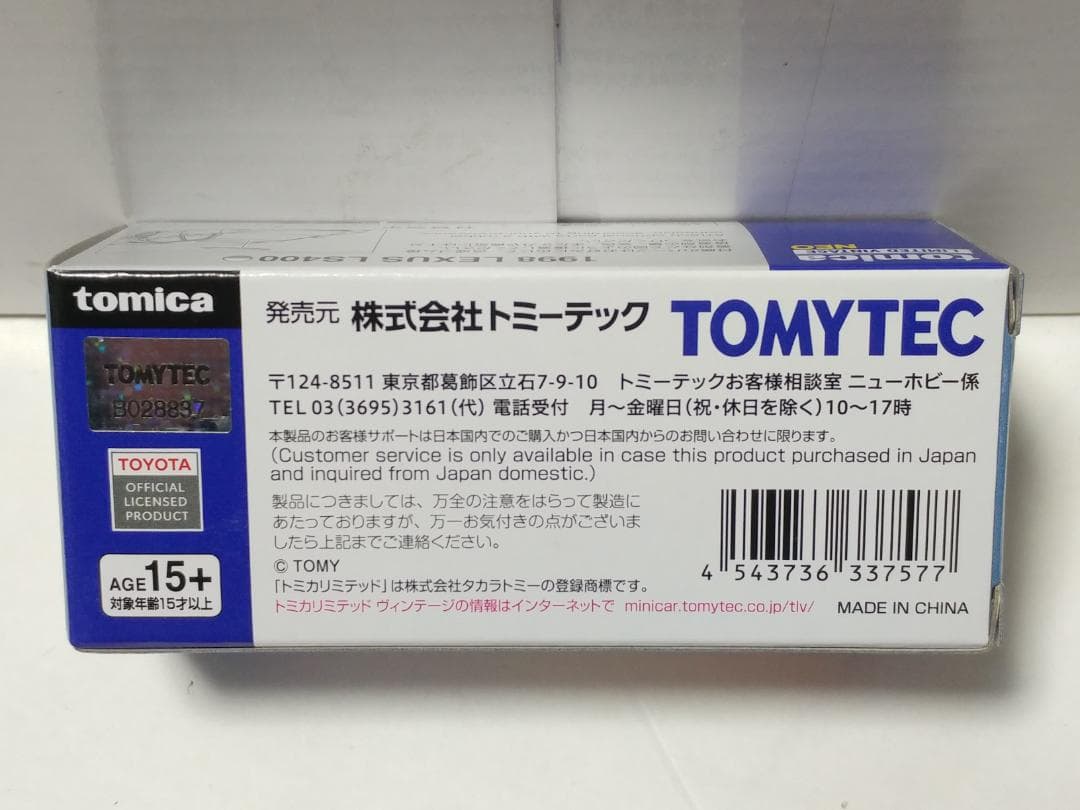 1998 LEXUS LS400
tomica
LIMITED VINTAGE
NEO
tomica
TOMYTEC
B028837
TOYOTA
OFFICIAL
LICENSED
PRODUCT
AGE 15+
対象年齢15才以上
発売元 株式会社トミーテック TOMYTEC
〒124-8511 東京都葛飾区立石7-9-10 トミーテックお客様相談室 ニューホビー係
TEL 03(3695)3161(代) 電話受付 月〜金曜日(祝・休日を除く)10〜17時
本製品のお客様サポートは日本国内でのご購入かつ日本国内からのお問い合わせに限ります。
(Customer service is only available in case this product purchased in Japan
and inquired from Japan domestic.)
製品につきましては、万全の注意をはらって製造に
あたっておりますが、万一お気付きの点がございま
したら上記までご連絡ください。
© TOMY
「トミカリミテッド」は株式会社タカラトミーの登録商標です。
トミカリミテッド ヴィンテージの情報はインターネットで minicar.tomytec.co.jp/tlv/
4 543736 337577
MADE IN CHINA